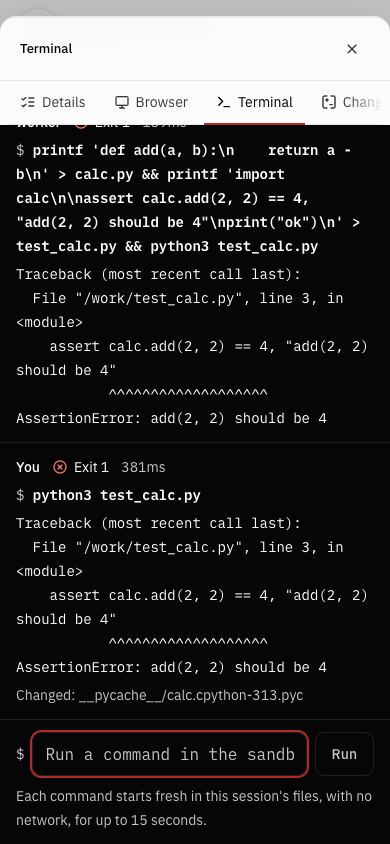 Terminal
Details Browser Terminal Chang
Worker Exit 1 189ms
$ printf 'def add(a, b):\n    return a -
b\n' > calc.py && printf 'import
calc\n\nassert calc.add(2, 2) == 4,
"add(2, 2) should be 4"\nprint("ok")\n' >
test_calc.py && python3 test_calc.py
Traceback (most recent call last):
  File "/work/test_calc.py", line 3, in
<module>
    assert calc.add(2, 2) == 4, "add(2, 2)
should be 4"
           ^^^^^^^^^^^^^^^^^^^
AssertionError: add(2, 2) should be 4
You Exit 1 381ms
$ python3 test_calc.py
Traceback (most recent call last):
  File "/work/test_calc.py", line 3, in
<module>
    assert calc.add(2, 2) == 4, "add(2, 2)
should be 4"
           ^^^^^^^^^^^^^^^^^^^
AssertionError: add(2, 2) should be 4
Changed: __pycache__/calc.cpython-313.pyc
$ Run a command in the sandb Run
Each command starts fresh in this session's files, with no
network, for up to 15 seconds.